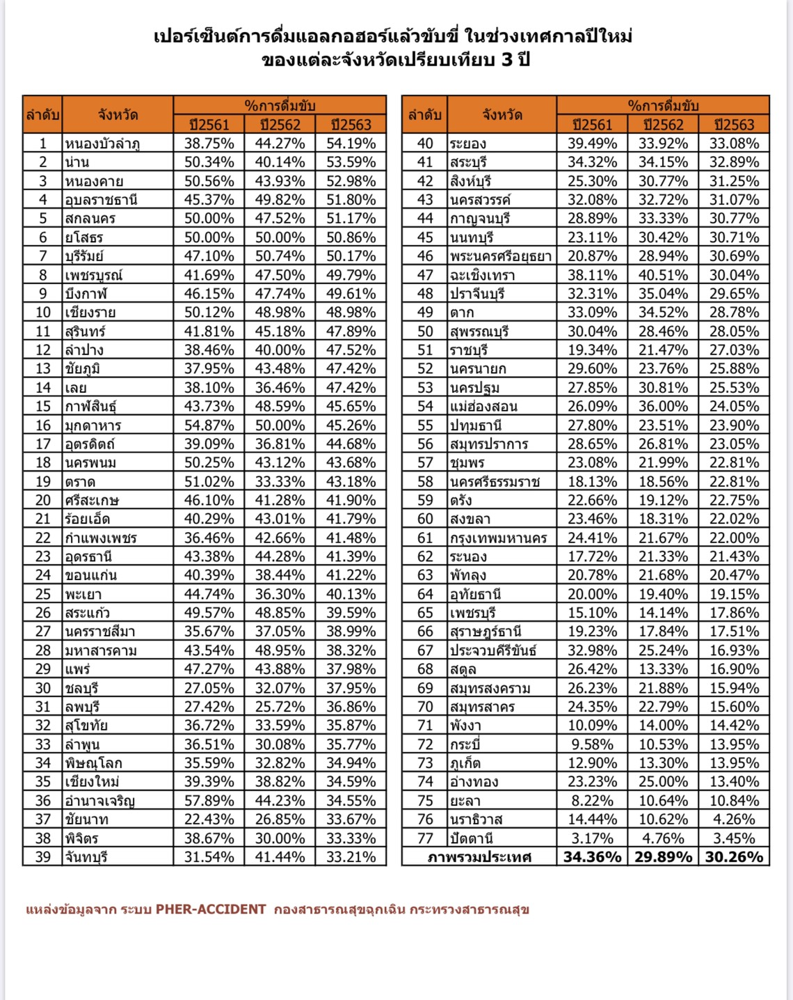 เปอร์เซ็นต์การดื่มแอลกอฮอร์แล้วขับขี่ ในช่วงเทศกาลปีใหม่
ของแต่ละจังหวัดเปรียบเทียบ 3 ปี
ลำดับ จังหวัด %การดื่มขับ
ปี2561 ปี2562 ปี2563
1 หนองบัวลำภู 38.75% 44.27% 54.19%
2 น่าน 50.34% 40.14% 53.59%
3 หนองคาย 50.56% 43.93% 52.98%
4 อุบลราชธานี 45.37% 49.82% 51.80%
5 สกลนคร 50.00% 47.52% 51.17%
6 ยโสธร 50.00% 50.00% 50.86%
7 บุรีรัมย์ 47.10% 50.74% 50.17%
8 เพชรบูรณ์ 41.69% 47.50% 49.79%
9 บึงกาฬ 46.15% 47.74% 49.61%
10 เชียงราย 50.12% 48.98% 48.98%
11 สุรินทร์ 41.81% 45.18% 47.89%
12 ลำปาง 38.46% 40.00% 47.52%
13 ชัยภูมิ 37.95% 43.48% 47.42%
14 เลย 38.10% 36.46% 47.42%
15 กาฬสินธุ์ 43.73% 48.59% 45.65%
16 มุกดาหาร 54.87% 50.00% 45.26%
17 อุตรดิตถ์ 39.09% 36.81% 44.68%
18 นครพนม 50.25% 43.12% 43.68%
19 ตราด 51.02% 33.33% 43.18%
20 ศรีสะเกษ 46.10% 41.28% 41.90%
21 ร้อยเอ็ด 40.29% 43.01% 41.79%
22 กำแพงเพชร 36.46% 42.66% 41.48%
23 อุดรธานี 43.38% 44.28% 41.39%
24 ขอนแก่น 40.39% 38.44% 41.22%
25 พะเยา 44.74% 36.30% 40.13%
26 สระแก้ว 49.57% 48.85% 39.59%
27 นครราชสีมา 35.67% 37.05% 38.99%
28 มหาสารคาม 43.54% 48.95% 38.32%
29 แพร่ 47.27% 43.88% 37.98%
30 ชลบุรี 27.05% 32.07% 37.95%
31 ลพบุรี 27.42% 25.72% 36.86%
32 สุโขทัย 36.72% 33.59% 35.87%
33 ลำพูน 36.51% 30.08% 35.77%
34 พิษณุโลก 35.59% 32.82% 34.94%
35 เชียงใหม่ 39.39% 38.82% 34.59%
36 อำนาจเจริญ 57.89% 44.23% 34.55%
37 ชัยนาท 22.43% 26.85% 33.67%
38 พิจิตร 38.67% 30.00% 33.33%
39 จันทบุรี 31.54% 41.44% 33.21%
ลำดับ จังหวัด %การดื่มขับ
ปี2561 ปี2562 ปี2563
40 ระยอง 39.49% 33.92% 33.08%
41 สระบุรี 34.32% 34.15% 32.89%
42 สิงห์บุรี 25.30% 30.77% 31.25%
43 นครสวรรค์ 32.08% 32.72% 31.07%
44 กาญจนบุรี 28.89% 33.33% 30.77%
45 นนทบุรี 23.11% 30.42% 30.71%
46 พระนครศรีอยุธยา 20.87% 28.94% 30.69%
47 ฉะเชิงเทรา 38.11% 40.51% 30.04%
48 ปราจีนบุรี 32.31% 35.04% 29.65%
49 ตาก 33.09% 34.52% 28.78%
50 สุพรรณบุรี 30.04% 28.46% 28.05%
51 ราชบุรี 19.34% 21.47% 27.03%
52 นครนายก 29.60% 23.76% 25.88%
53 นครปฐม 27.85% 30.81% 25.53%
54 แม่ฮ่องสอน 26.09% 36.00% 24.05%
55 ปทุมธานี 27.80% 23.51% 23.90%
56 สมุทรปราการ 28.65% 26.81% 23.05%
57 ชุมพร 23.08% 21.99% 22.81%
58 นครศรีธรรมราช 18.13% 18.56% 22.81%
59 ตรัง 22.66% 19.12% 22.75%
60 สงขลา 23.46% 18.31% 22.02%
61 กรุงเทพมหานคร 24.41% 21.67% 22.00%
62 ระนอง 17.72% 21.33% 21.43%
63 พัทลุง 20.78% 21.68% 20.47%
64 อุทัยธานี 20.00% 19.40% 19.15%
65 เพชรบุรี 15.10% 14.14% 17.86%
66 สุราษฎร์ธานี 19.23% 17.84% 17.51%
67 ประจวบคีรีขันธ์ 32.98% 25.24% 16.93%
68 สตูล 26.42% 13.33% 16.90%
69 สมุทรสงคราม 26.23% 21.88% 15.94%
70 สมุทรสาคร 24.35% 22.79% 15.60%
71 พังงา 10.09% 14.00% 14.42%
72 กระบี่ 9.58% 10.53% 13.95%
73 ภูเก็ต 12.90% 13.30% 13.95%
74 อ่างทอง 23.23% 25.00% 13.40%
75 ยะลา 8.22% 10.64% 10.84%
76 นราธิวาส 14.44% 10.62% 4.26%
77 ปัตตานี 3.17% 4.76% 3.45%
ภาพรวมประเทศ 34.36% 29.89% 30.26%
แหล่งข้อมูลจาก ระบบ PHER-ACCIDENT กองสาธารณสุขฉุกเฉิน กระทรวงสาธารณสุข